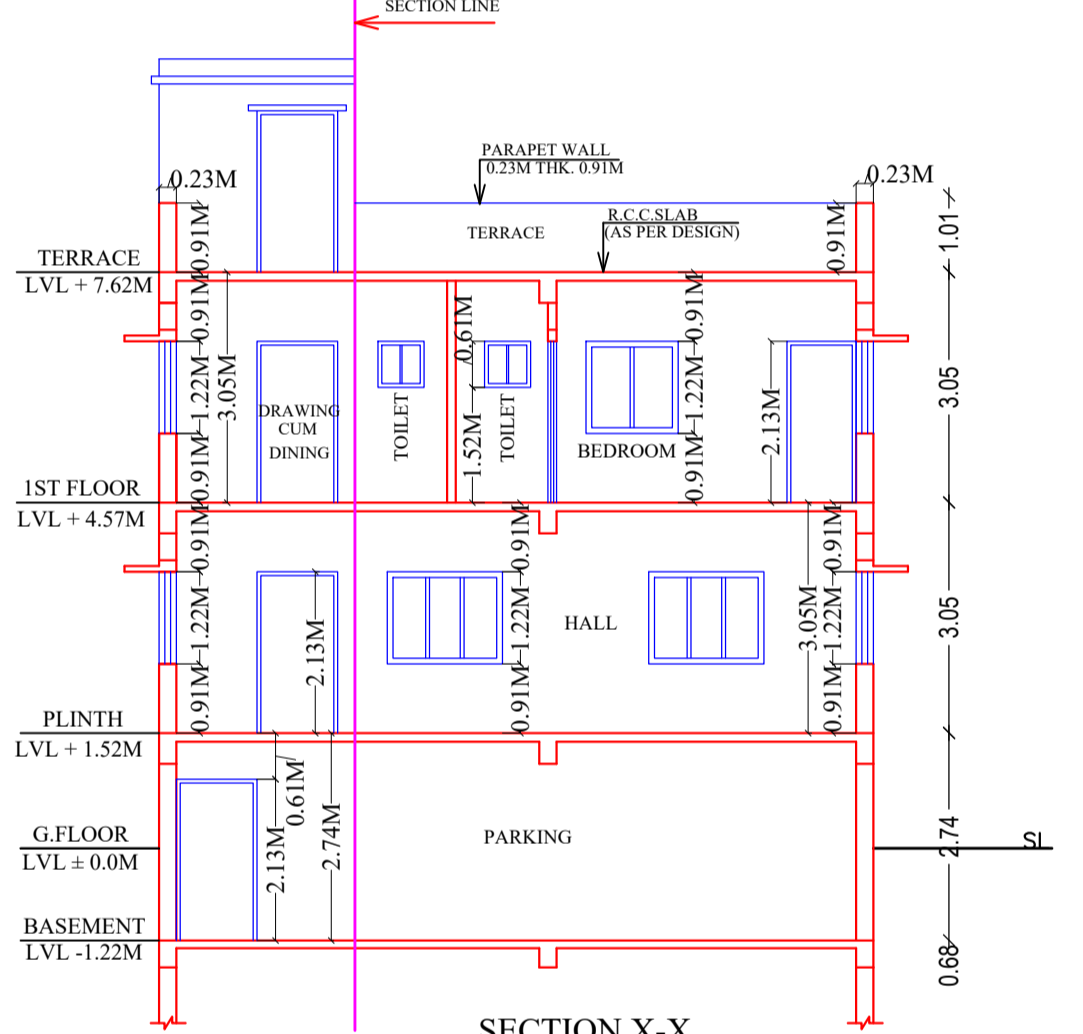 SECTION LINE
PARAPET WALL
0.23M THK. 0.91M
0.23M
0.23M
R.C.C.SLAB
(AS PER DESIGN)
TERRACE
0.91M
0.91M
1.01
TERRACE
LVL + 7.62M
0.91M
1.22M
0.91M
3.05M
DRAWING
CUM
DINING
TOILET
0.61M
1.52M
TOILET
BEDROOM
0.91M
1.22M
0.91M
2.13M
3.05
1ST FLOOR
LVL + 4.57M
0.91M
1.22M
0.91M
2.13M
0.91M
1.22M
0.91M
HALL
3.05M
0.91M
1.22M
0.91M
3.05
PLINTH
LVL + 1.52M
0.61M
2.13M
2.74M
PARKING
2.74
G.FLOOR
LVL ± 0.0M
BASEMENT
LVL -1.22M
0.68
SECTION X-X